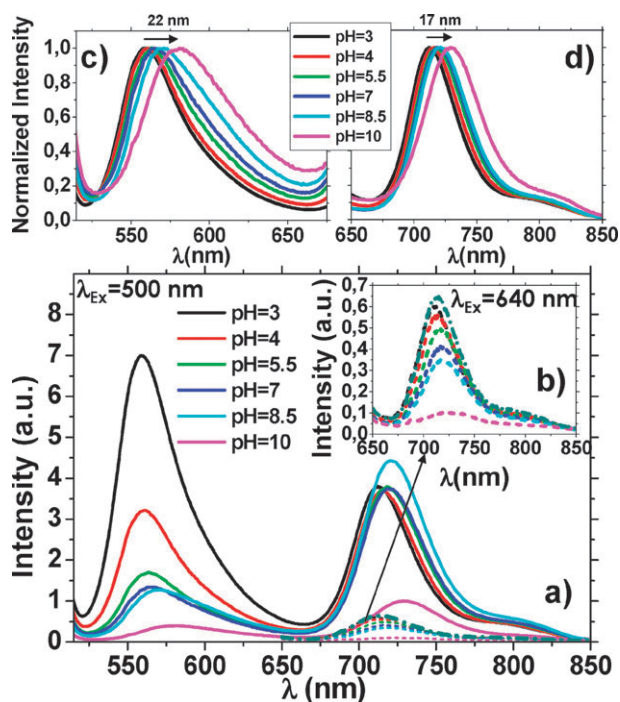 22 nm
17 nm
c)
d)
pH=3
pH=4
pH=5.5
pH=7
pH=8.5
pH=10
Normalized Intensity
1,0
0,8
0,6
0,4
0,2
0,0
550 600 650
λ(nm)
650 700 750 800 850
λ(nm)
λEx=500 nm
pH=3
pH=4
pH=5.5
pH=7
pH=8.5
pH=10
λEx=640 nm
b)
Intensity (a.u.)
0,7
0,6
0,5
0,4
0,3
0,2
0,1
0,0
650 700 750 800 850
λ(nm)
a)
Intensity (a.u.)
8
7
6
5
4
3
2
1
0
550 600 650 700 750 800 850
λ (nm)